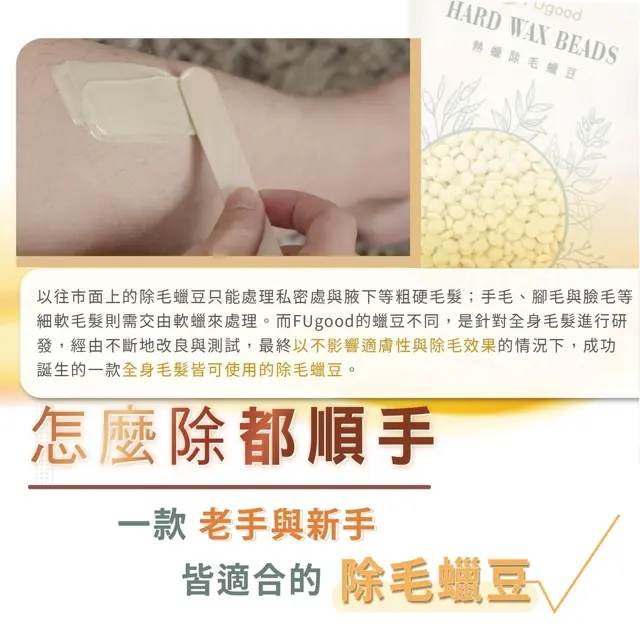 FUgood
HARD WAX BEADS
熱蠟除毛蠟豆
以往市面上的除毛蠟豆只能處理私密處與腋下等粗硬毛髮；手毛、腳毛與臉毛等
細軟毛髮則需交由軟蠟來處理。而FUgood的蠟豆不同，是針對全身毛髮進行研
發，經由不斷地改良與測試，最終以不影響適膚性與除毛效果的情況下，成功
誕生的一款全身毛髮皆可使用的除毛蠟豆。
怎麼除都順手
一款 老手與新手
皆適合的 除毛蠟豆